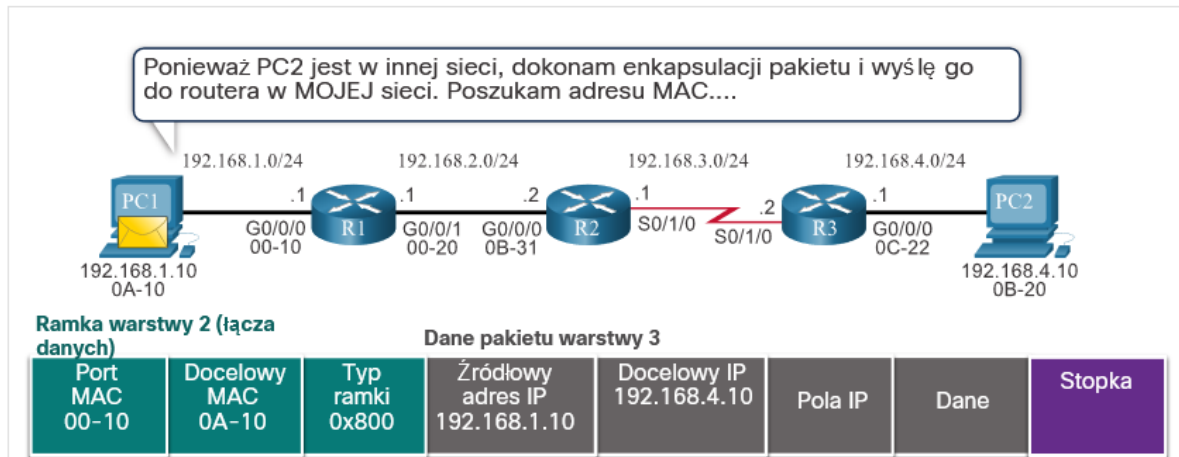 Ponieważ PC2 jest w innej sieci, dokonam enkapsulacji pakietu i wyślę go
do routera w MOJEJ sieci. Poszukam adresu MAC....
192.168.1.0/24
192.168.2.0/24
192.168.3.0/24
192.168.4.0/24
PC1
.1
R1
.1
.2
R2
.1
.2
R3
.1
PC2
G0/0/0
00-10
G0/0/1
00-20
G0/0/0
0B-31
S0/1/0
S0/1/0
G0/0/0
0C-22
192.168.1.10
0A-10
192.168.4.10
0B-20
Ramka warstwy 2 (łącza
danych)
Dane pakietu warstwy 3
Port
MAC
00-10
Docelowy
MAC
0A-10
Typ
ramki
0x800
Źródłowy
adres IP
192.168.1.10
Docelowy IP
192.168.4.10
Pola IP
Dane
Stopka